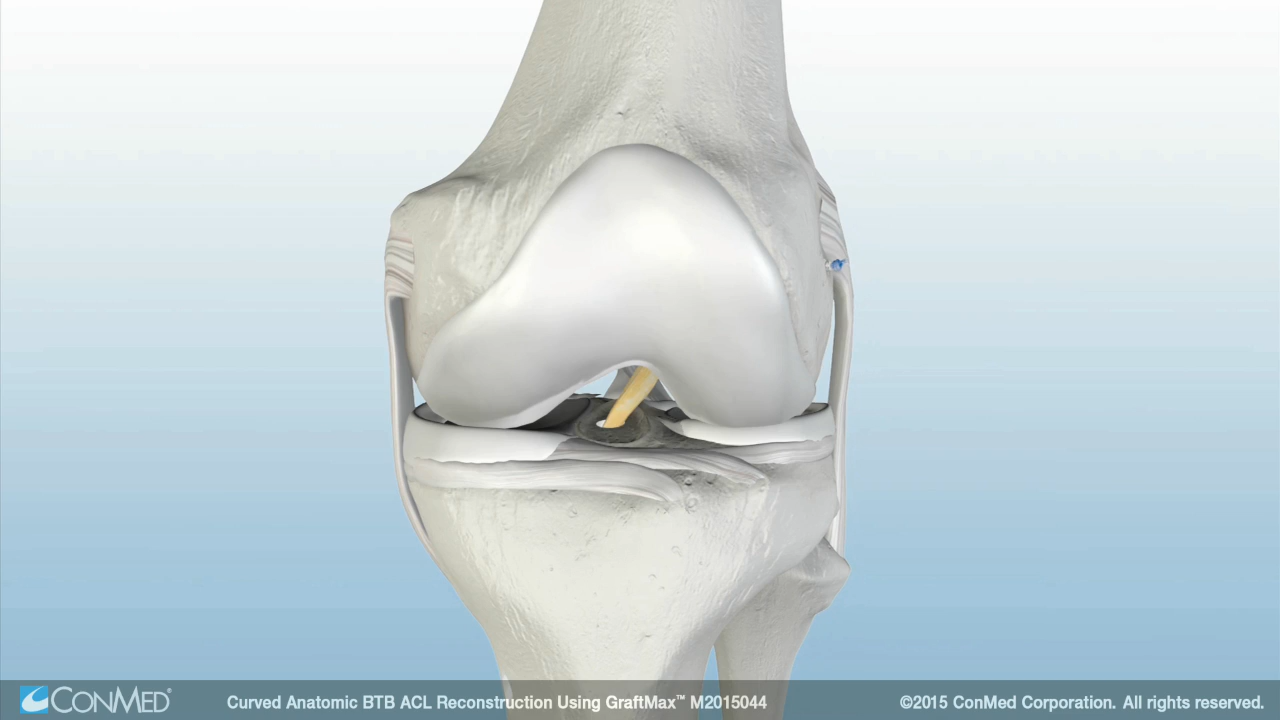 CONMED® Curved Anatomic BTB ACL Reconstruction Using GraftMax™ M2015044 ©2015 ConMed Corporation. All rights reserved.